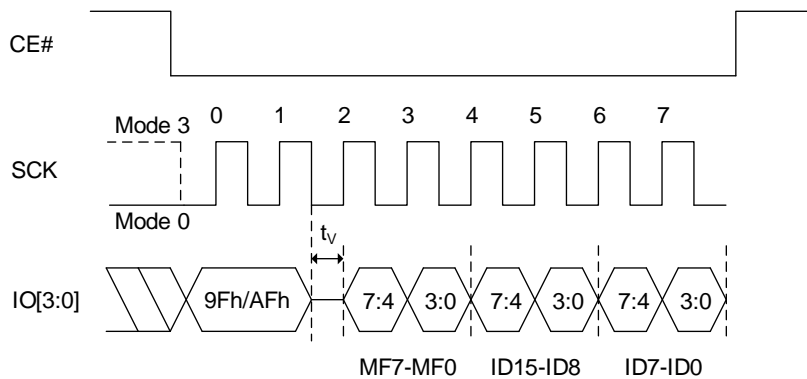 CE#
0 1 2 3 4 5 6 7
Mode 3
SCK
Mode 0
tV
IO[3:0]
9Fh/AFh 7:4 3:0 7:4 3:0 7:4 3:0
MF7-MF0 ID15-ID8 ID7-ID0